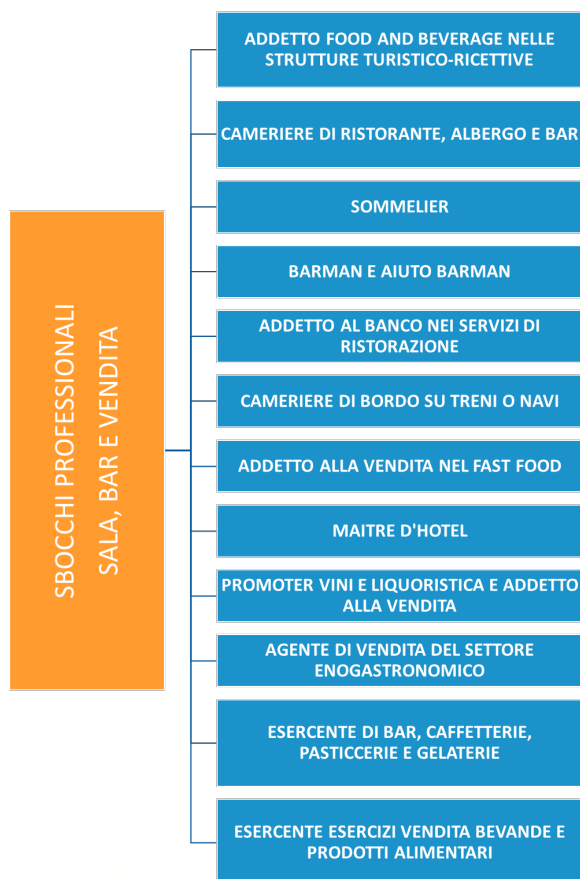 SBOCCHI PROFESSIONALI
SALA, BAR E VENDITA
ADDETTO FOOD AND BEVERAGE NELLE
STRUTTURE TURISTICO-RICETTIVE
CAMERIERE DI RISTORANTE, ALBERGO E BAR
SOMMELIER
BARMAN E AIUTO BARMAN
ADDETTO AL BANCO NEI SERVIZI DI
RISTORAZIONE
CAMERIERE DI BORDO SU TRENI O NAVI
ADDETTO ALLA VENDITA NEL FAST FOOD
MAITRE D'HOTEL
PROMOTER VINI E LIQUORISTICA E ADDETTO
ALLA VENDITA
AGENTE DI VENDITA DEL SETTORE
ENOGASTRONOMICO
ESERCENTE DI BAR, CAFFETTERIE,
PASTICCERIE E GELATERIE
ESERCENTE ESERCIZI VENDITA BEVANDE E
PRODOTTI ALIMENTARI